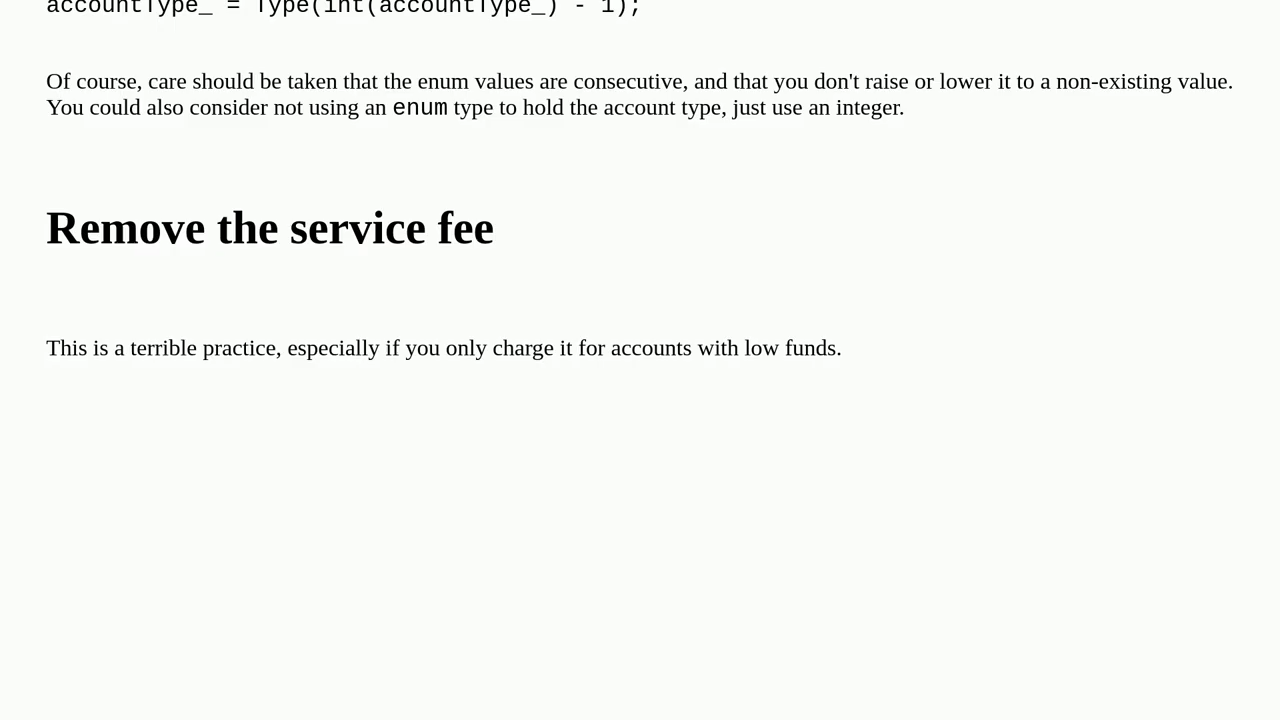 accountType_ = Type(int(accountType_) - 1);
Of course, care should be taken that the enum values are consecutive, and that you don't raise or lower it to a non-existing value.
You could also consider not using an enum type to hold the account type, just use an integer.
Remove the service fee
This is a terrible practice, especially if you only charge it for accounts with low funds.